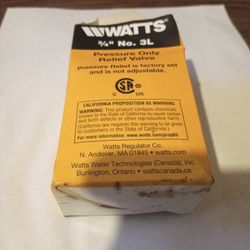 WATTS
¾" No. 3L
Pressure Only
Relief Valve
pressure Relief is factory set
and is not adjustable.
C US
CALIFORNIA PROPOSITION 65 WARNING
WARNING: This product contains chemicals
known to the State of California to cause cancer
and birth defects or other reproductive harm.
(California law requires this warning to be given to
customers in the State of California.)
For more information: www.watts.com/prop65
Watts Regulator Co.
N. Andover, MA 01845 • www.watts.com
Watts Water Technologies (Canada), Inc.
Burlington, Ontario • wattscanada.ca